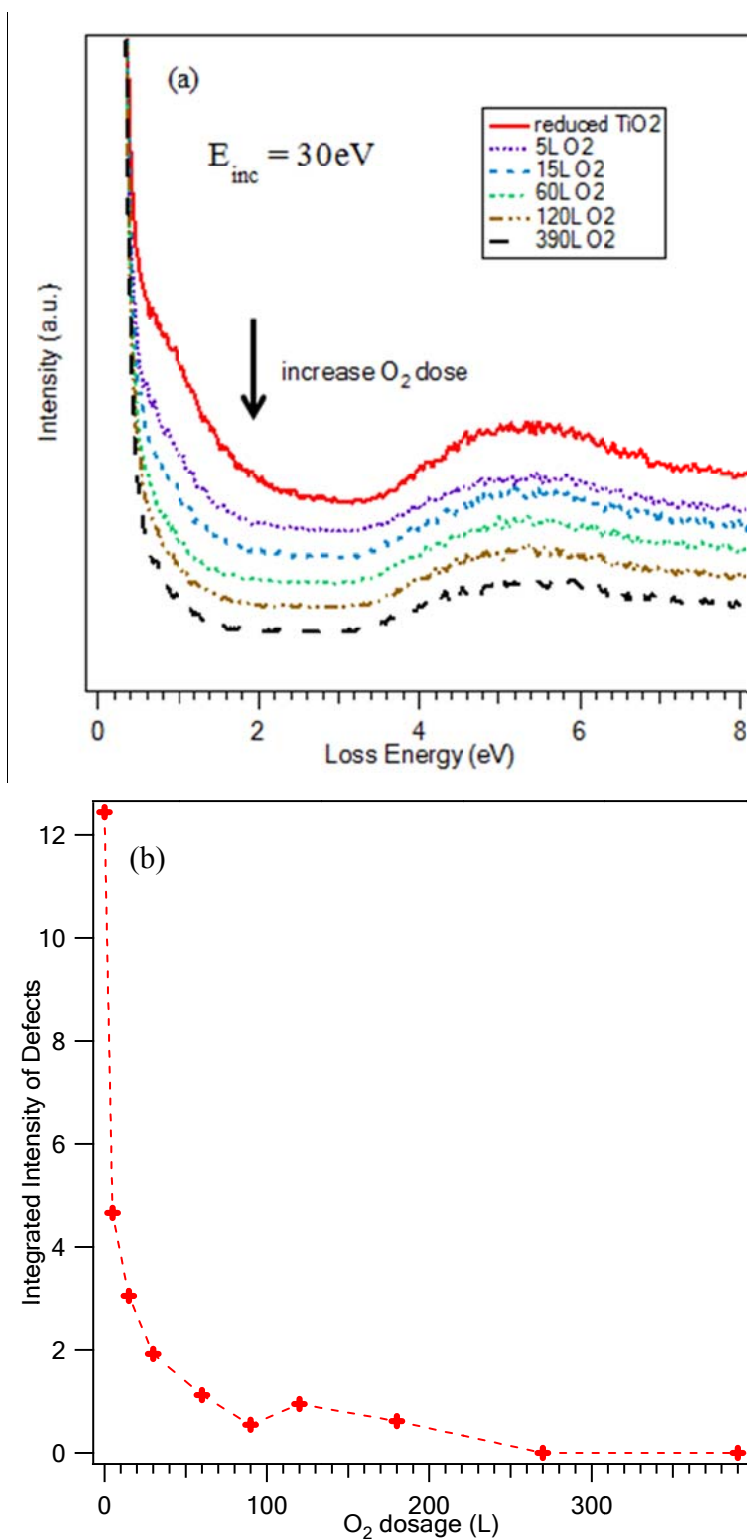 (a)
E_inc = 30eV
reduced TiO2
5L O2
15L O2
60L O2
120L O2
390L O2
increase O₂ dose
Intensity (a.u.)
0 2 4 6 8
Loss Energy (eV)
(b)
12
10
8
6
4
2
0
Integrated Intensity of Defects
0 100 200 300
O₂ dosage (L)